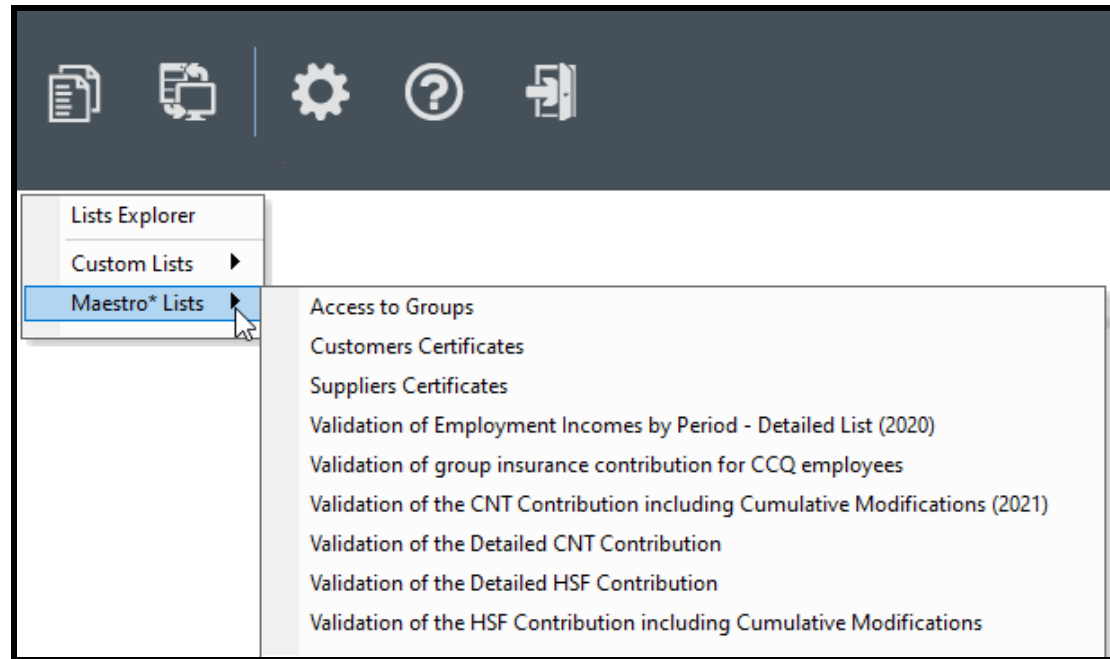 Lists Explorer
Custom Lists
Maestro* Lists
Access to Groups
Customers Certificates
Suppliers Certificates
Validation of Employment Incomes by Period - Detailed List (2020)
Validation of group insurance contribution for CCQ employees
Validation of the CNT Contribution including Cumulative Modifications (2021)
Validation of the Detailed CNT Contribution
Validation of the Detailed HSF Contribution
Validation of the HSF Contribution including Cumulative Modifications